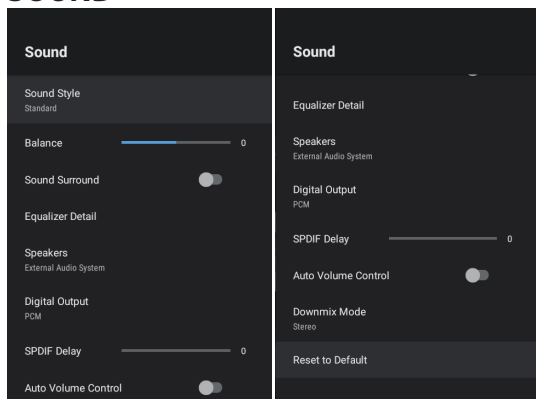 SOUND
Sound
Sound Style
Standard
Balance 0
Sound Surround
Equalizer Detail
Speakers
External Audio System
Digital Output
PCM
SPDIF Delay 0
Auto Volume Control
Sound
Equalizer Detail
Speakers
External Audio System
Digital Output
PCM
SPDIF Delay 0
Auto Volume Control
Downmix Mode
Stereo
Reset to Default